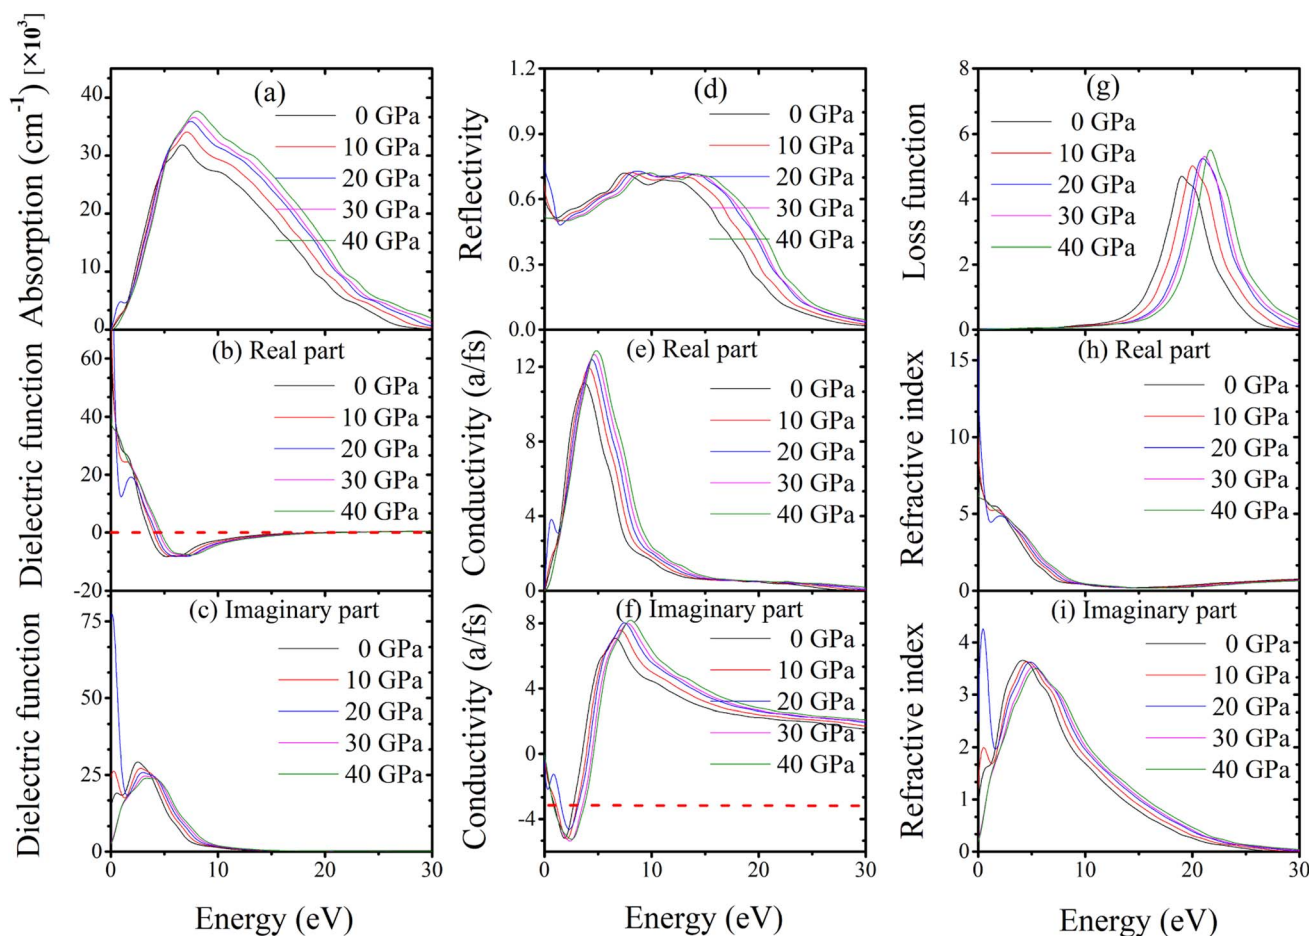 Absorption (cm⁻¹) [×10³]
40
30
20
10
0
(a)
0 GPa
10 GPa
20 GPa
30 GPa
40 GPa
Dielectric function
60
40
20
0
-20
(b) Real part
0 GPa
10 GPa
20 GPa
30 GPa
40 GPa
Dielectric function
75
50
25
0
(c) Imaginary part
0 GPa
10 GPa
20 GPa
30 GPa
40 GPa
0
10
20
30
Energy (eV)
Reflectivity
1.2
0.9
0.6
0.3
0.0
(d)
0 GPa
10 GPa
20 GPa
30 GPa
40 GPa
Conductivity (a/fs)
12
8
4
0
(e) Real part
0 GPa
10 GPa
20 GPa
30 GPa
40 GPa
Conductivity (a/fs)
8
4
0
-4
(f) Imaginary part
0 GPa
10 GPa
20 GPa
30 GPa
40 GPa
0
10
20
30
Energy (eV)
Loss function
8
6
4
2
0
(g)
0 GPa
10 GPa
20 GPa
30 GPa
40 GPa
Refractive index
15
10
5
0
(h) Real part
0 GPa
10 GPa
20 GPa
30 GPa
40 GPa
Refractive index
4
3
2
1
0
(i) Imaginary part
0 GPa
10 GPa
20 GPa
30 GPa
40 GPa
0
10
20
30
Energy (eV)